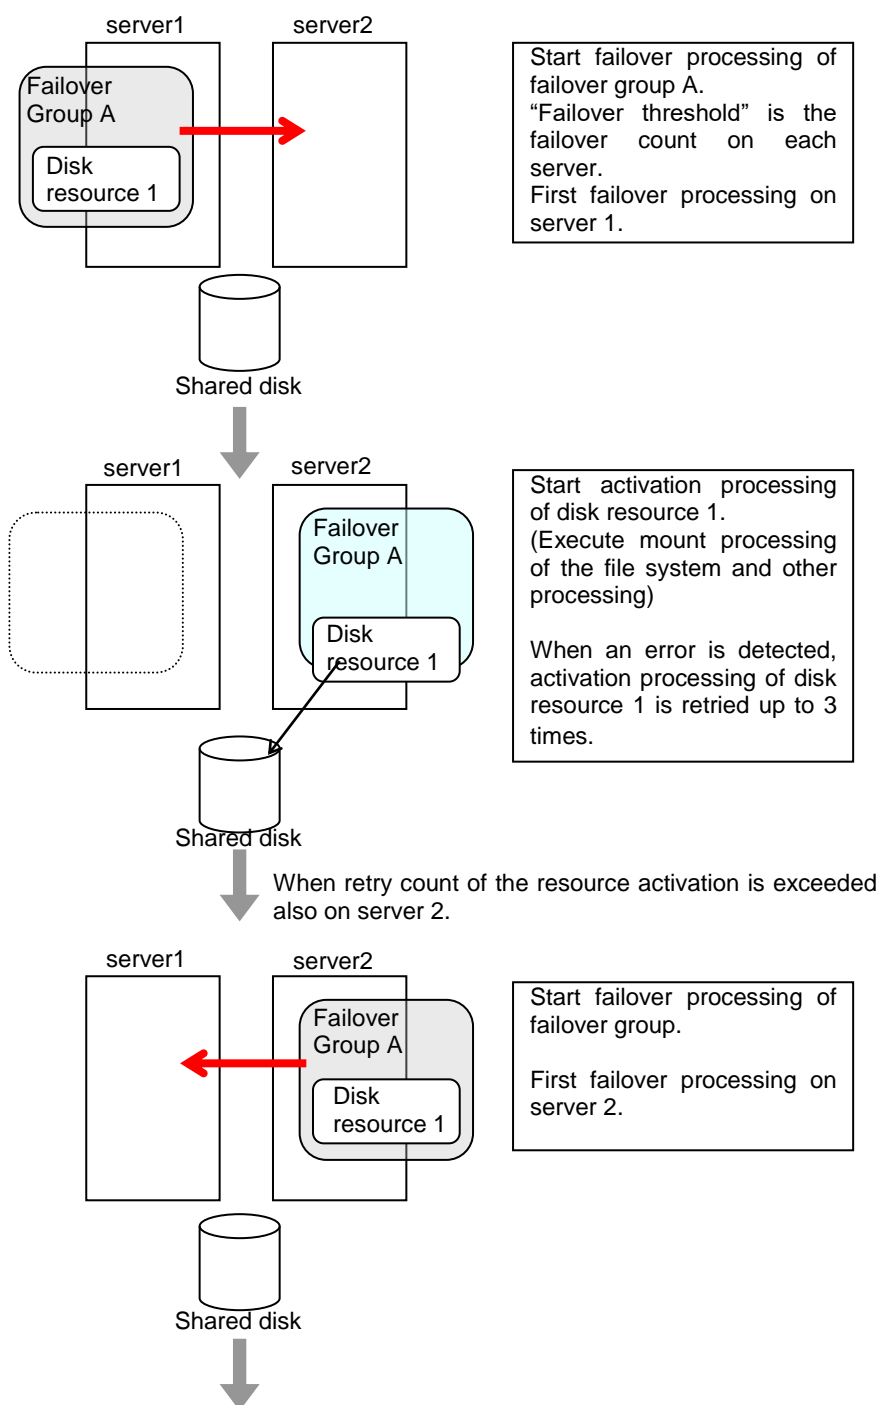 server1
server2
Failover
Group A
Disk
resource 1
Shared disk
Start failover processing of
failover group A.
“Failover threshold” is the
failover count on each
server.
First failover processing on
server 1.
server1
server2
Failover
Group A
Disk
resource 1
Shared disk
Start activation processing
of disk resource 1.
(Execute mount processing
of the file system and other
processing)
When an error is detected,
activation processing of disk
resource 1 is retried up to 3
times.
When retry count of the resource activation is exceeded
also on server 2.
server1
server2
Failover
Group A
Disk
resource 1
Shared disk
Start failover processing of
failover group.
First failover processing on
server 2.